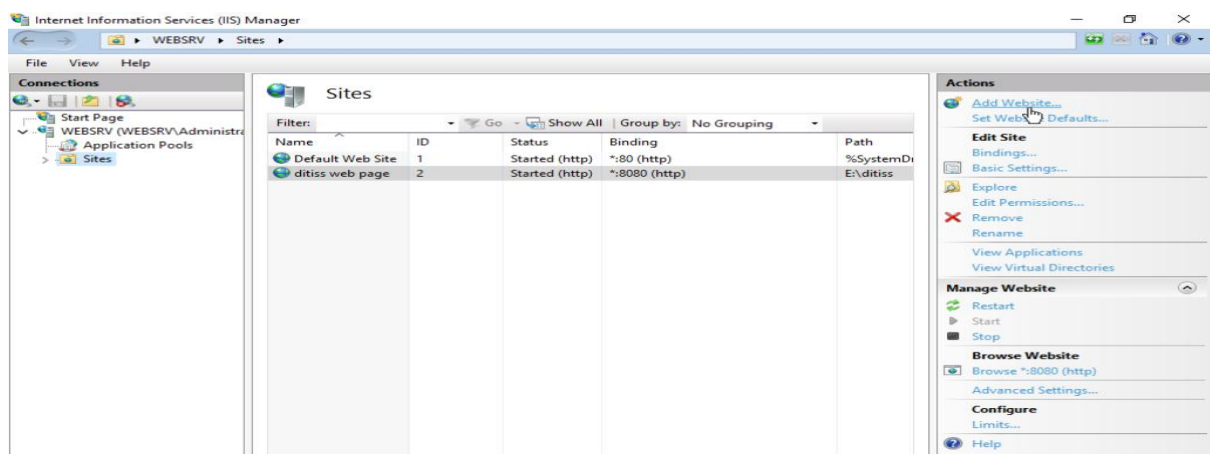 Internet Information Services (IIS) Manager
WEBSRV Sites
File View Help
Connections
Start Page
WEBSRV (WEBSRV\Administra
Application Pools
Sites
Sites
Filter: Go Show All Group by: No Grouping
Name ID Status Binding Path
Default Web Site 1 Started (http) *:80 (http) %SystemDr
ditiss web page 2 Started (http) *:8080 (http) E:\ditiss
Actions
Add Website...
Set Website Defaults...
Edit Site
Bindings...
Basic Settings...
Explore
Edit Permissions...
Remove
Rename
View Applications
View Virtual Directories
Manage Website
Restart
Start
Stop
Browse Website
Browse *:8080 (http)
Advanced Settings...
Configure
Limits...
Help